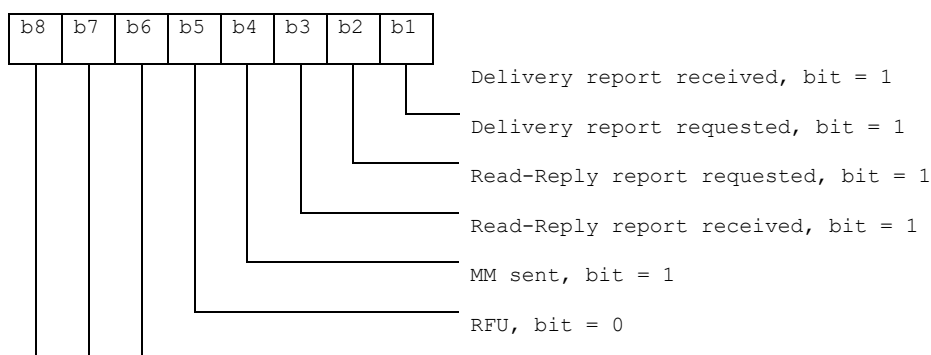 b8 b7 b6 b5 b4 b3 b2 b1
Delivery report received, bit = 1
Delivery report requested, bit = 1
Read-Reply report requested, bit = 1
Read-Reply report received, bit = 1
MM sent, bit = 1
RFU, bit = 0